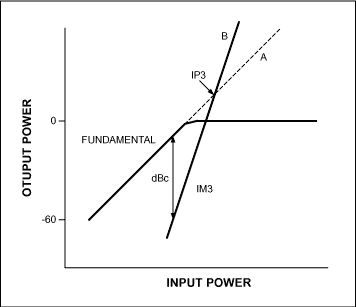 B
A
IP3
0
FUNDAMENTAL
dBc
IM3
-60
OTUPUT POWER
INPUT POWER